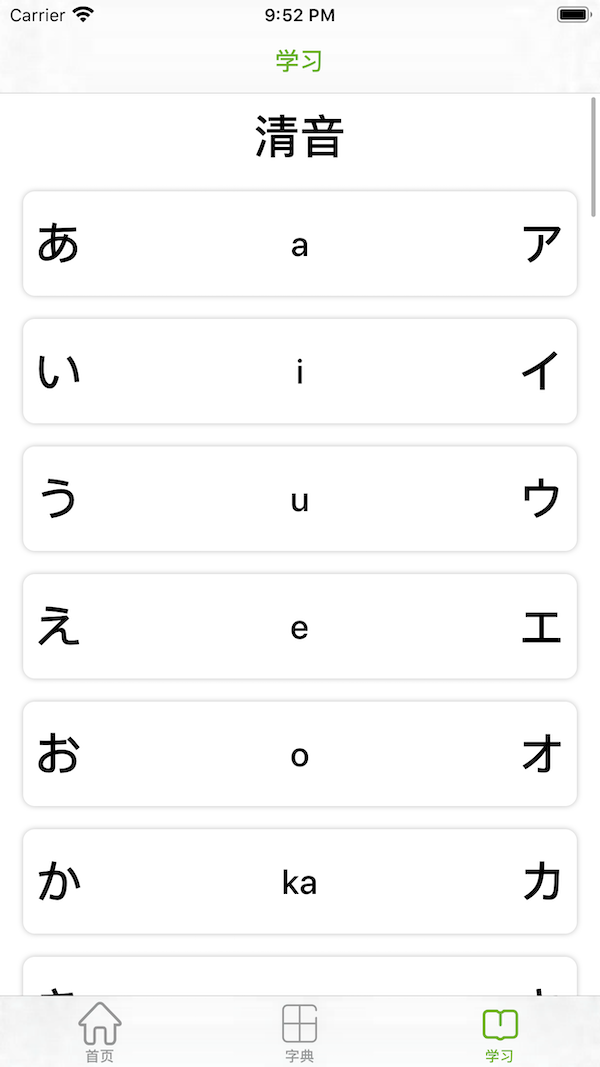 Carrier 9:52 PM
学习
清音
あ a ア
い i イ
う u ウ
え e エ
お o オ
か ka カ
首页 字典 学习